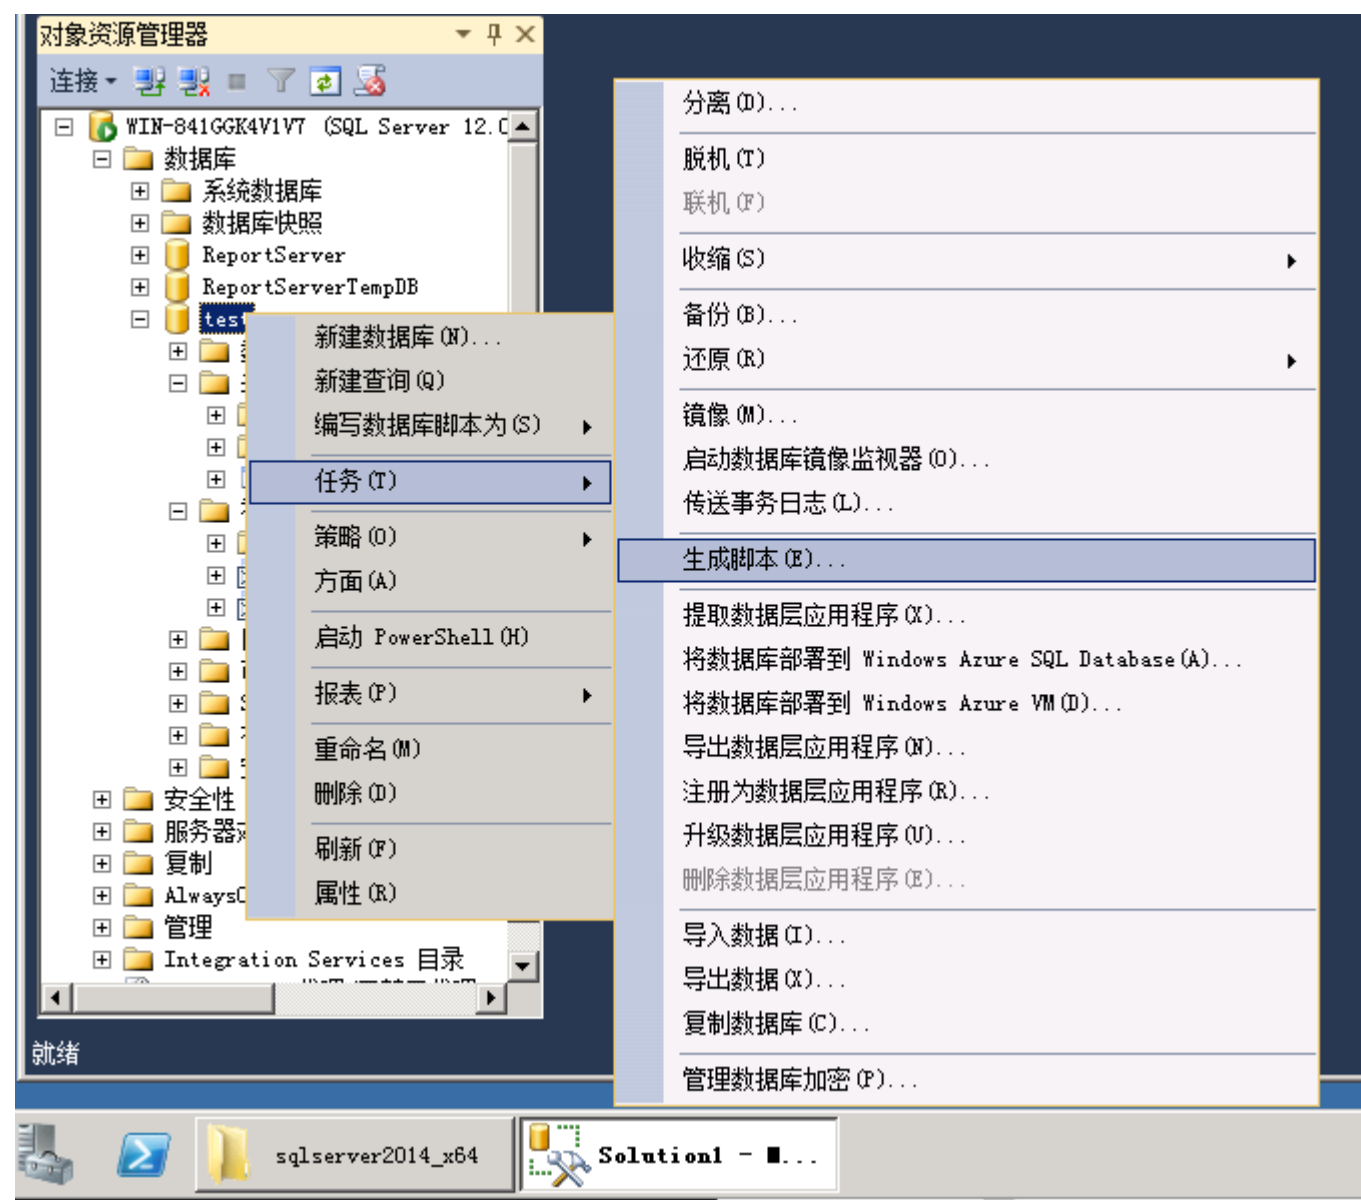 对象资源管理器
连接
WIN-841GGK4V1V7 (SQL Server 12.0
数据库
系统数据库
数据库快照
ReportServer
ReportServerTempDB
test
安全性
服务器对
复制
AlwaysO
管理
Integration Services 目录
就绪
新建数据库(N)...
新建查询(Q)
编写数据库脚本为(S)
任务(T)
策略(O)
方面(A)
启动 PowerShell(H)
报表(P)
重命名(M)
删除(D)
刷新(F)
属性(R)
分离(D)...
脱机(T)
联机(F)
收缩(S)
备份(B)...
还原(R)
镜像(M)...
启动数据库镜像监视器(O)...
传送事务日志(L)...
生成脚本(E)...
提取数据层应用程序(X)...
将数据库部署到 Windows Azure SQL Database(A)...
将数据库部署到 Windows Azure VM(D)...
导出数据层应用程序(N)...
注册为数据层应用程序(R)...
升级数据层应用程序(U)...
删除数据层应用程序(E)...
导入数据(I)...
导出数据(X)...
复制数据库(C)...
管理数据库加密(P)...
sqlserver2014_x64
Solution1 - M...